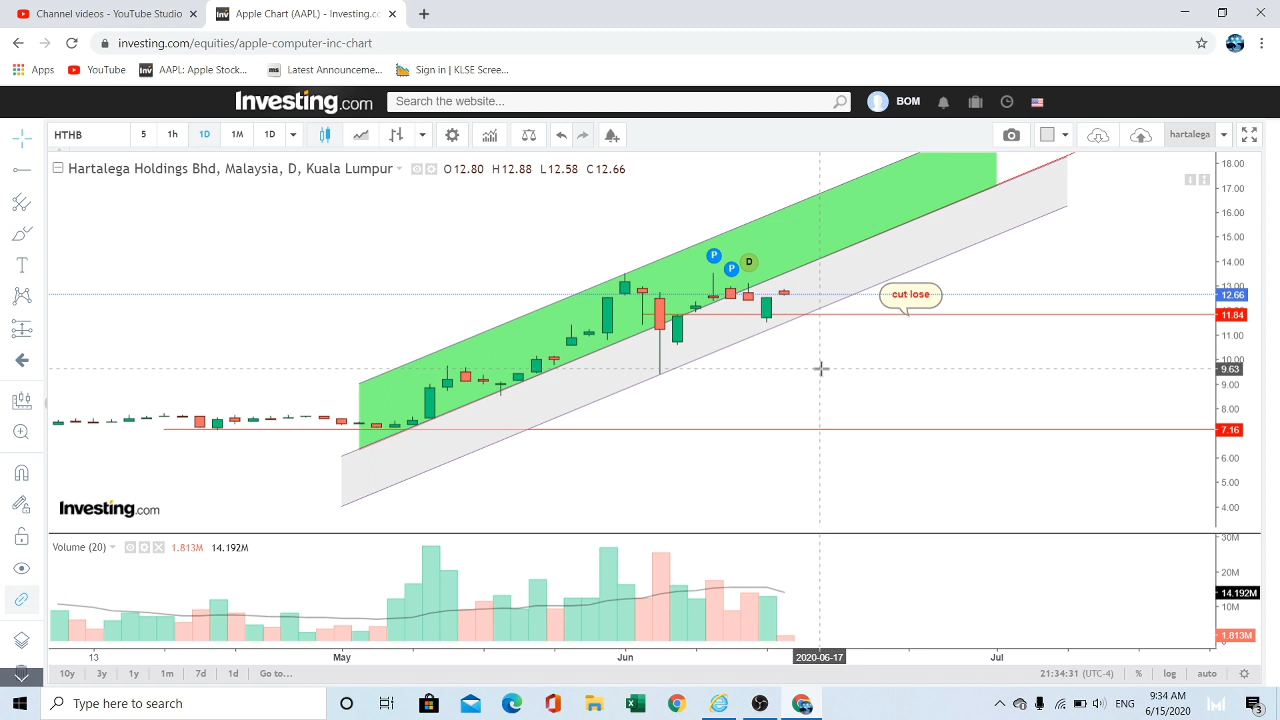 Channel videos - YouTube Studio
Apple Chart (AAPL) - Investing.co
investing.com/equities/apple-computer-inc-chart
Apps YouTube AAPL: Apple Stock... Latest Announceme... Sign in | KLSE Scree...
Investing.com Search the website... BOM
HTHB 5 1h 1D 1M 1D hartalega
Hartalega Holdings Bhd, Malaysia, D, Kuala Lumpur O12.80 H12.88 L12.58 C12.66
18.00
17.00
16.00
15.00
14.00
P P D
13.00
12.66
cut lose
11.84
11.00
10.00
9.63
9.00
8.00
7.16
6.00
5.00
4.00
Investing.com
30M
Volume (20) 1.813M 14.192M
20M
14.192M
10M
1.813M
13 May Jun 2020-06-17 Jul
10y 3y 1y 1m 7d 1d Go to... 21:34:31 (UTC-4) % log auto
Type here to search ENG
9:34 AM
6/15/2020
3